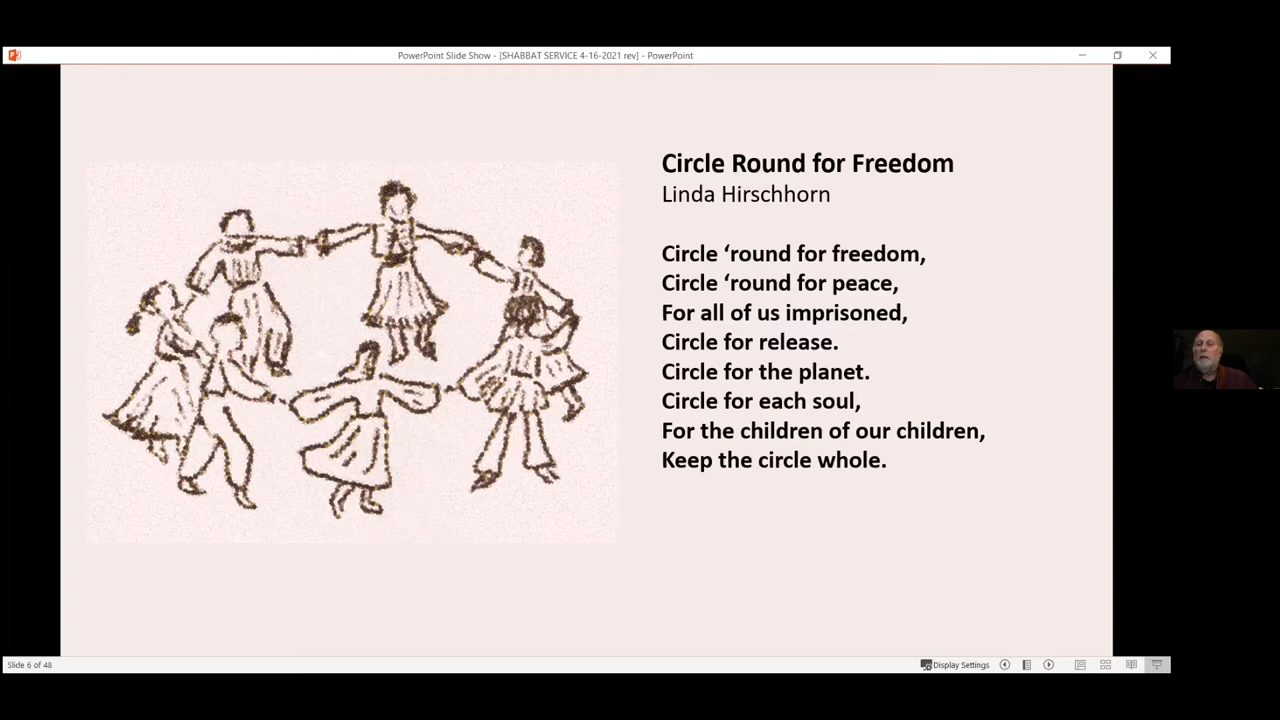 PowerPoint Slide Show - [SHABBAT SERVICE 4-16-2021 rev] - PowerPoint
Circle Round for Freedom
Linda Hirschhorn
Circle ‘round for freedom,
Circle ‘round for peace,
For all of us imprisoned,
Circle for release.
Circle for the planet.
Circle for each soul,
For the children of our children,
Keep the circle whole.
Slide 6 of 48
Display Settings